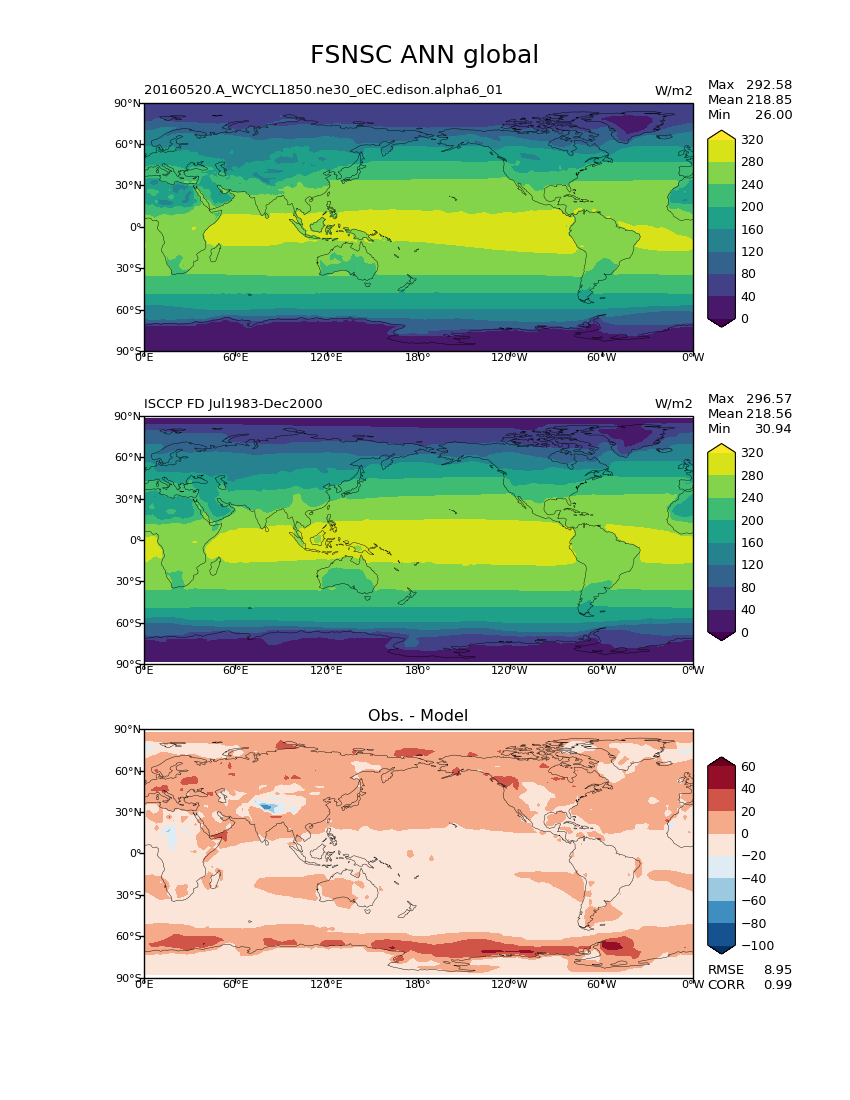 FSNSC ANN global
20160520.A_WCYCL1850.ne30_oEC.edison.alpha6_01 W/m2
Max 292.58
Mean 218.85
Min 26.00
90°N
60°N
30°N
0°
30°S
60°S
90°S
0°E 60°E 120°E 180° 120°W 60°W 0°W
320
280
240
200
160
120
80
40
0
ISCCP FD Jul1983-Dec2000 W/m2
Max 296.57
Mean 218.56
Min 30.94
90°N
60°N
30°N
0°
30°S
60°S
90°S
0°E 60°E 120°E 180° 120°W 60°W 0°W
320
280
240
200
160
120
80
40
0
Obs. - Model
90°N
60°N
30°N
0°
30°S
60°S
90°S
0°E 60°E 120°E 180° 120°W 60°W 0°W
60
40
20
0
−20
−40
−60
−80
−100
RMSE 8.95
CORR 0.99